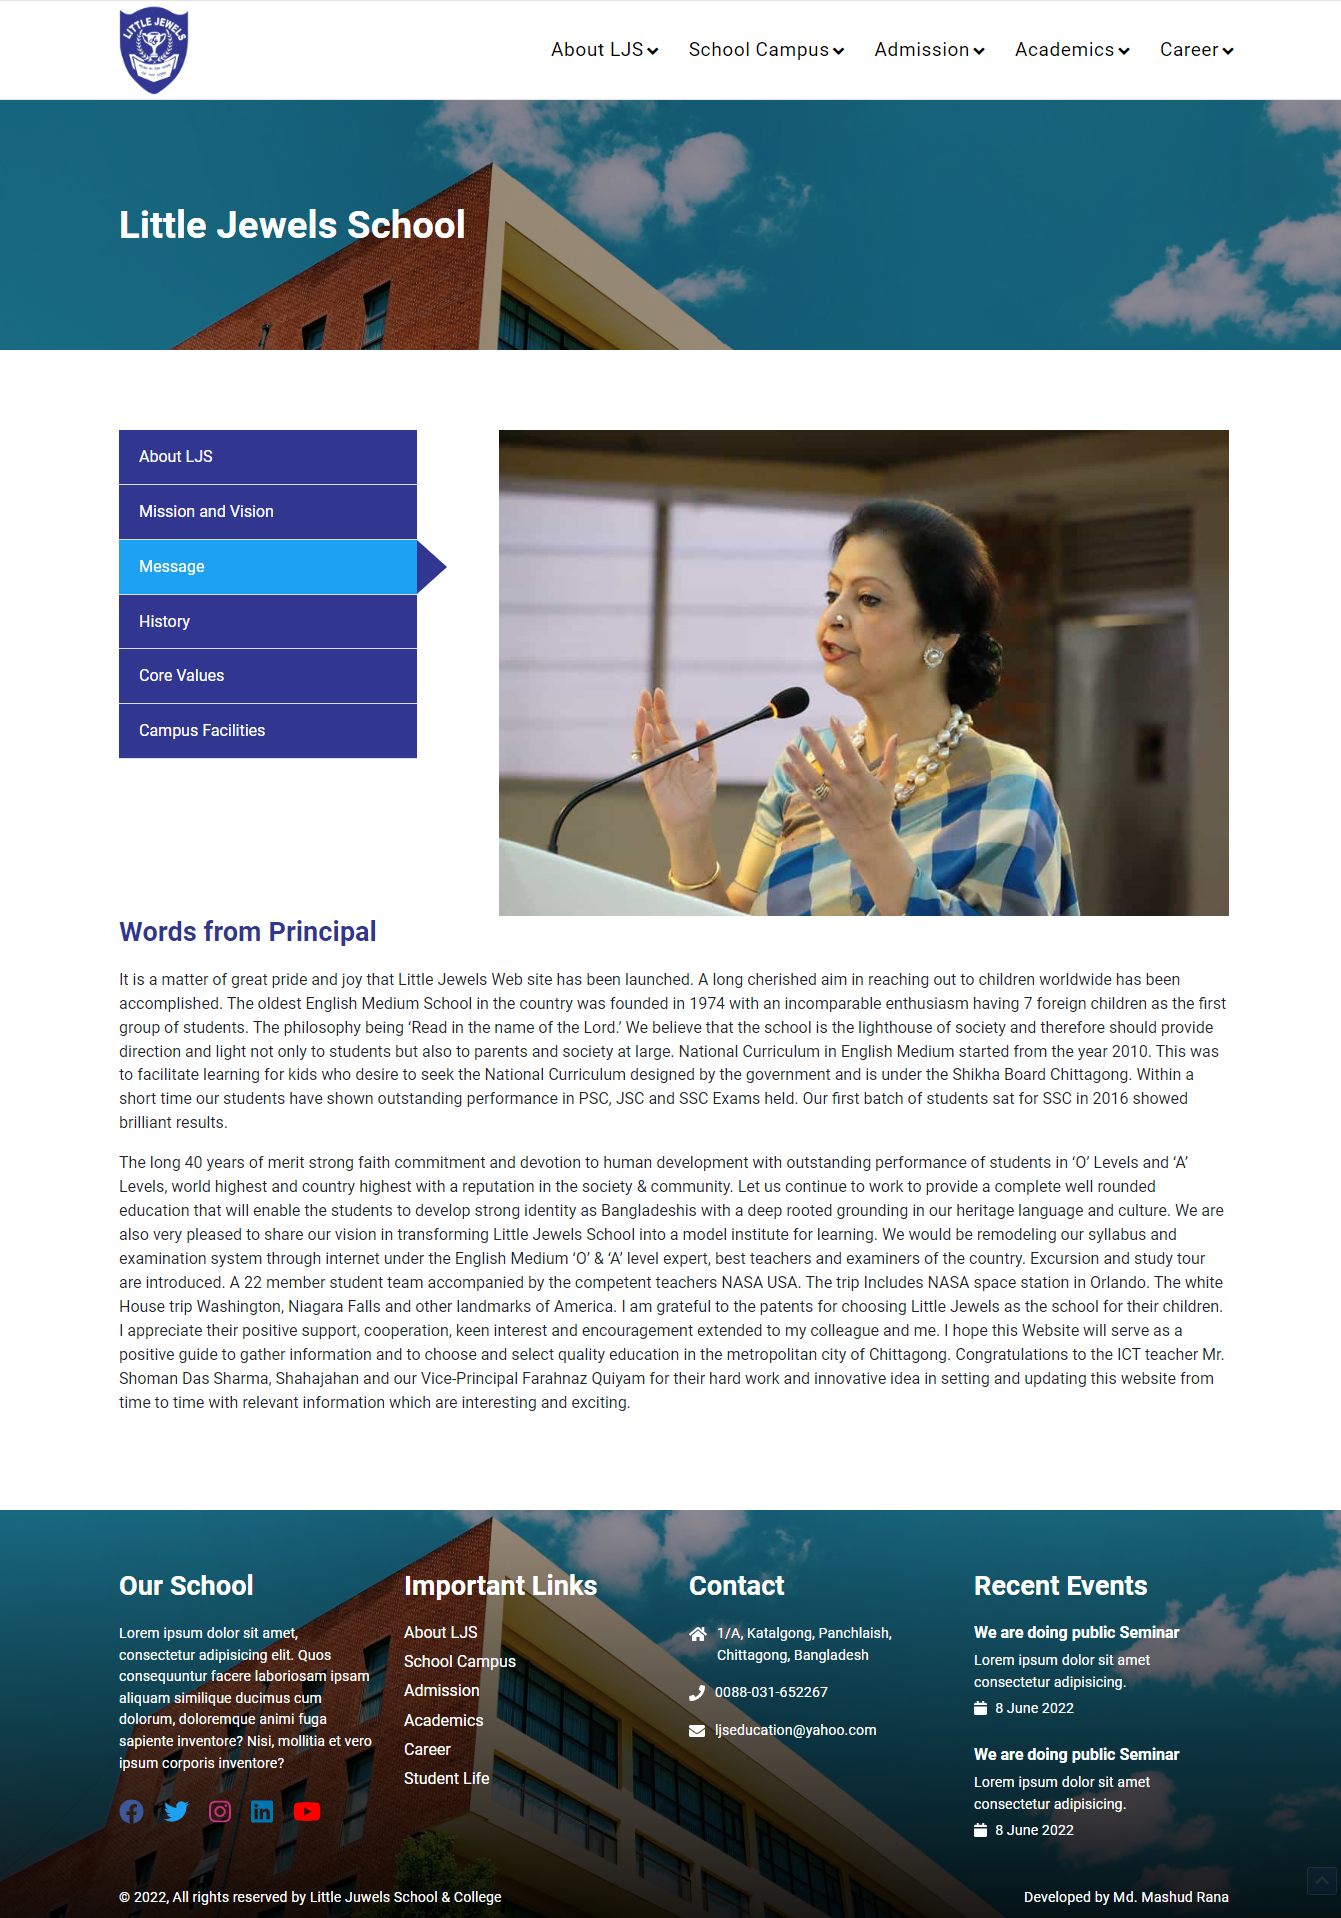 LITTLE JEWELS
About LJS
School Campus
Admission
Academics
Career
Little Jewels School
About LJS
Mission and Vision
Message
History
Core Values
Campus Facilities
Words from Principal
It is a matter of great pride and joy that Little Jewels Web site has been launched. A long cherished aim in reaching out to children worldwide has been
accomplished. The oldest English Medium School in the country was founded in 1974 with an incomparable enthusiasm having 7 foreign children as the first
group of students. The philosophy being ‘Read in the name of the Lord.’ We believe that the school is the lighthouse of society and therefore should provide
direction and light not only to students but also to parents and society at large. National Curriculum in English Medium started from the year 2010. This was
to facilitate learning for kids who desire to seek the National Curriculum designed by the government and is under the Shikha Board Chittagong. Within a
short time our students have shown outstanding performance in PSC, JSC and SSC Exams held. Our first batch of students sat for SSC in 2016 showed
brilliant results.
The long 40 years of merit strong faith commitment and devotion to human development with outstanding performance of students in ‘O’ Levels and ‘A’
Levels, world highest and country highest with a reputation in the society & community. Let us continue to work to provide a complete well rounded
education that will enable the students to develop strong identity as Bangladeshis with a deep rooted grounding in our heritage language and culture. We are
also very pleased to share our vision in transforming Little Jewels School into a model institute for learning. We would be remodeling our syllabus and
examination system through internet under the English Medium ‘O’ & ‘A’ level expert, best teachers and examiners of the country. Excursion and study tour
are introduced. A 22 member student team accompanied by the competent teachers NASA USA. The trip Includes NASA space station in Orlando. The white
House trip Washington, Niagara Falls and other landmarks of America. I am grateful to the patents for choosing Little Jewels as the school for their children.
I appreciate their positive support, cooperation, keen interest and encouragement extended to my colleague and me. I hope this Website will serve as a
positive guide to gather information and to choose and select quality education in the metropolitan city of Chittagong. Congratulations to the ICT teacher Mr.
Shoman Das Sharma, Shahajahan and our Vice-Principal Farahnaz Quiyam for their hard work and innovative idea in setting and updating this website from
time to time with relevant information which are interesting and exciting.
Our School
Lorem ipsum dolor sit amet,
consectetur adipisicing elit. Quos
consequuntur facere laboriosam ipsam
aliquam similique ducimus cum
dolorum, doloremque animi fuga
sapiente inventore? Nisi, mollitia et vero
ipsum corporis inventore?
Important Links
About LJS
School Campus
Admission
Academics
Career
Student Life
Contact
1/A, Katalgong, Panchlaish,
Chittagong, Bangladesh
0088-031-652267
ljseducation@yahoo.com
Recent Events
We are doing public Seminar
Lorem ipsum dolor sit amet
consectetur adipisicing.
8 June 2022
We are doing public Seminar
Lorem ipsum dolor sit amet
consectetur adipisicing.
8 June 2022
© 2022, All rights reserved by Little Juwels School & College
Developed by Md. Mashud Rana